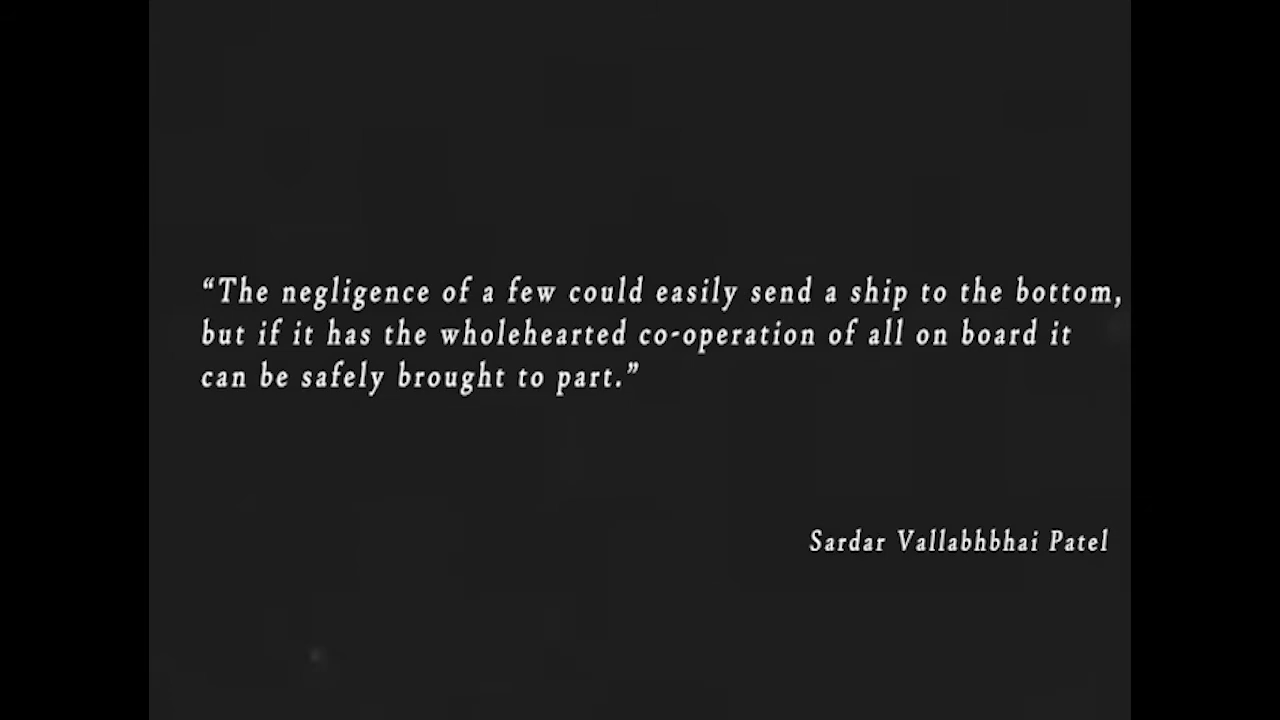 “The negligence of a few could easily send a ship to the bottom,
but if it has the wholehearted co-operation of all on board it
can be safely brought to part.”
Sardar Vallabhbhai Patel